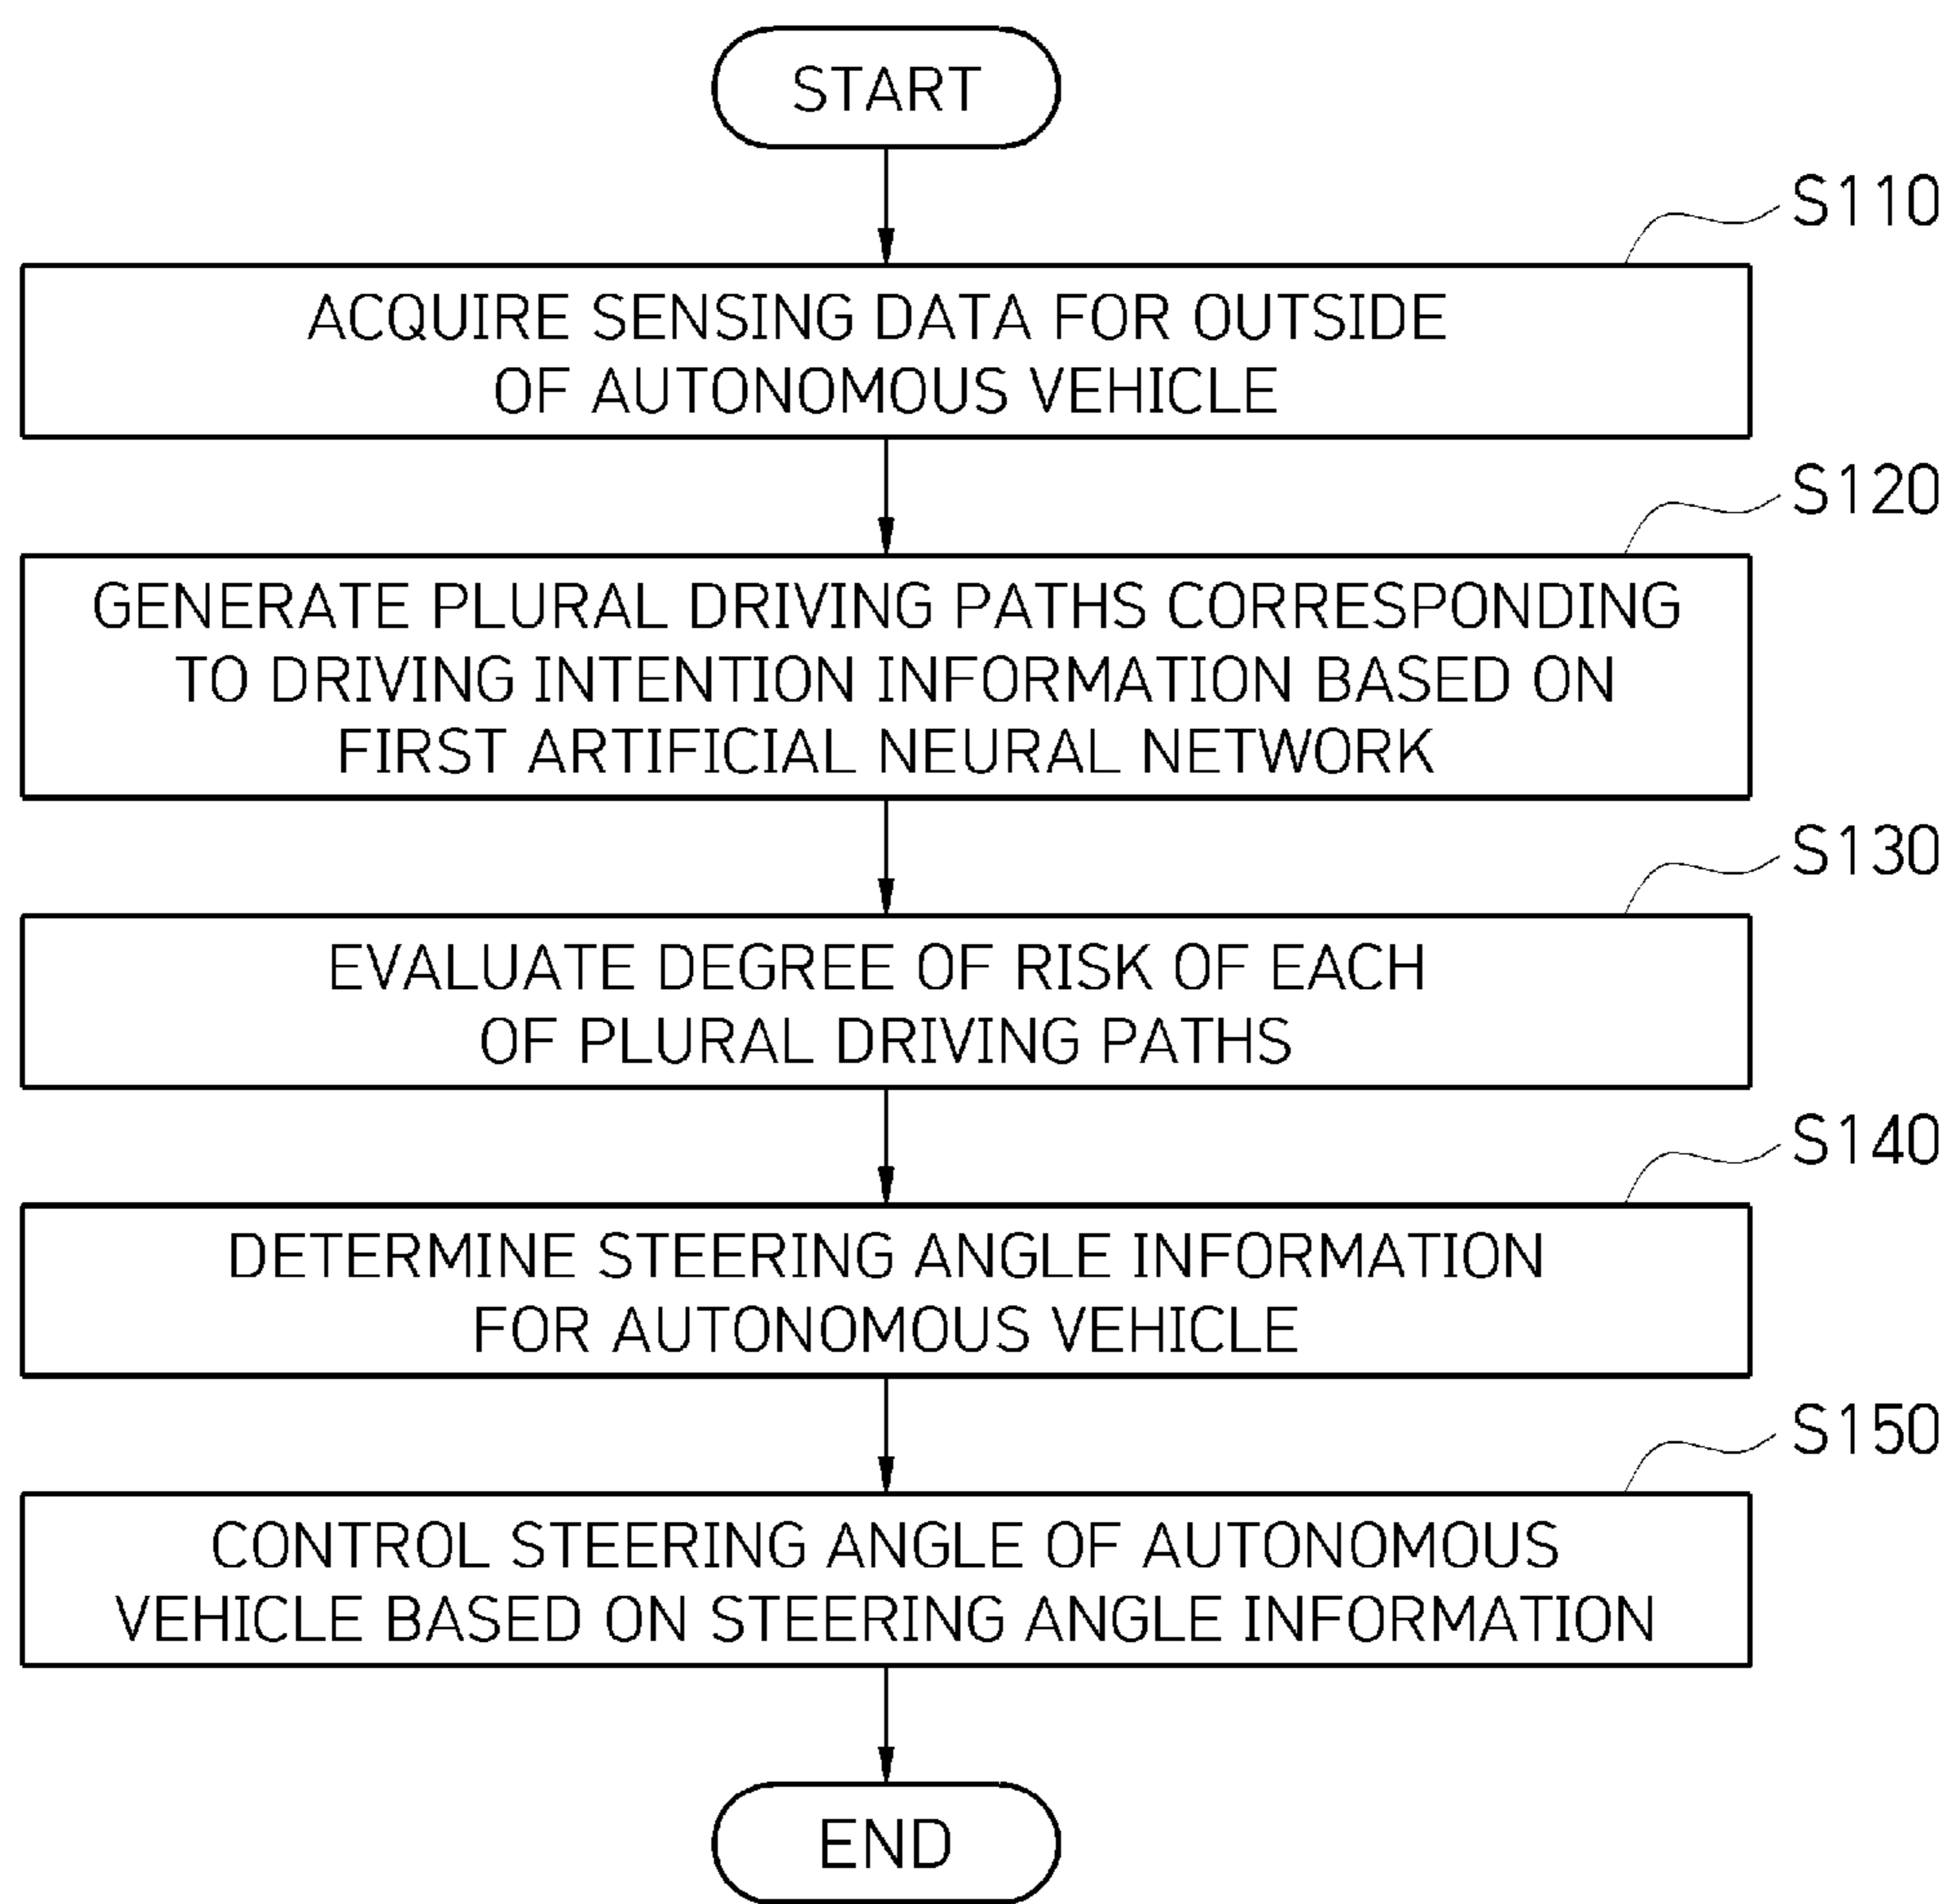 START
S110
ACQUIRE SENSING DATA FOR OUTSIDE
OF AUTONOMOUS VEHICLE
S120
GENERATE PLURAL DRIVING PATHS CORRESPONDING
TO DRIVING INTENTION INFORMATION BASED ON
FIRST ARTIFICIAL NEURAL NETWORK
S130
EVALUATE DEGREE OF RISK OF EACH
OF PLURAL DRIVING PATHS
S140
DETERMINE STEERING ANGLE INFORMATION
FOR AUTONOMOUS VEHICLE
S150
CONTROL STEERING ANGLE OF AUTONOMOUS
VEHICLE BASED ON STEERING ANGLE INFORMATION
END